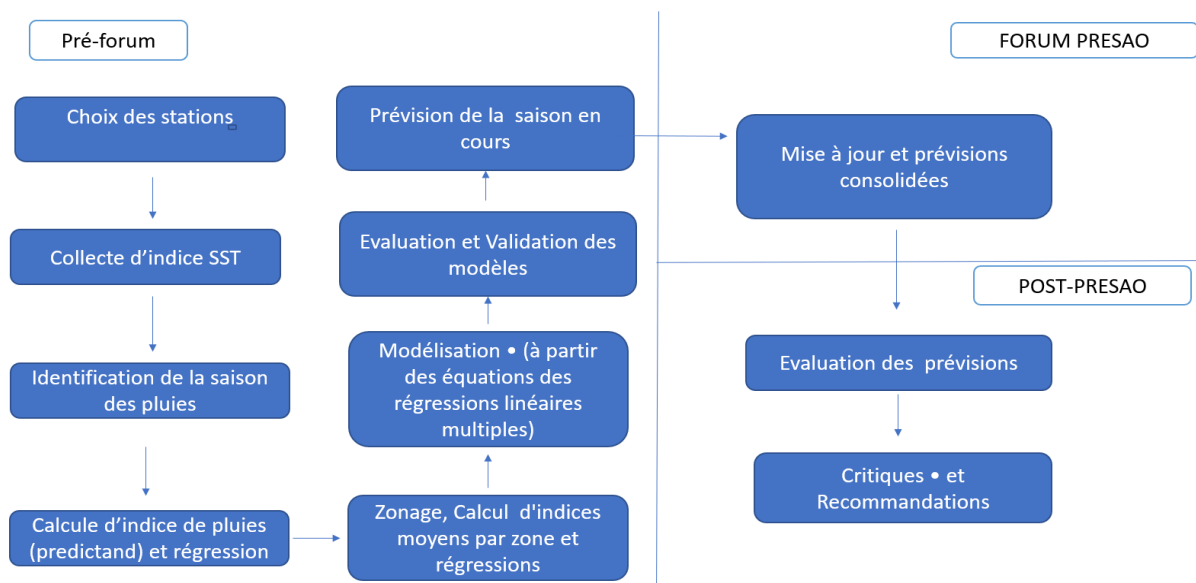 Pré-forum
Choix des stations
Collecte d’indice SST
Identification de la saison
des pluies
Calcule d’indice de pluies
(predictand) et régression
Zonage, Calcul d'indices
moyens par zone et
régressions
Modélisation • (à partir
des équations des
régressions linéaires
multiples)
Evaluation et Validation des
modèles
Prévision de la saison en
cours
FORUM PRESAO
Mise à jour et prévisions
consolidées
POST-PRESAO
Evaluation des prévisions
Critiques • et
Recommandations